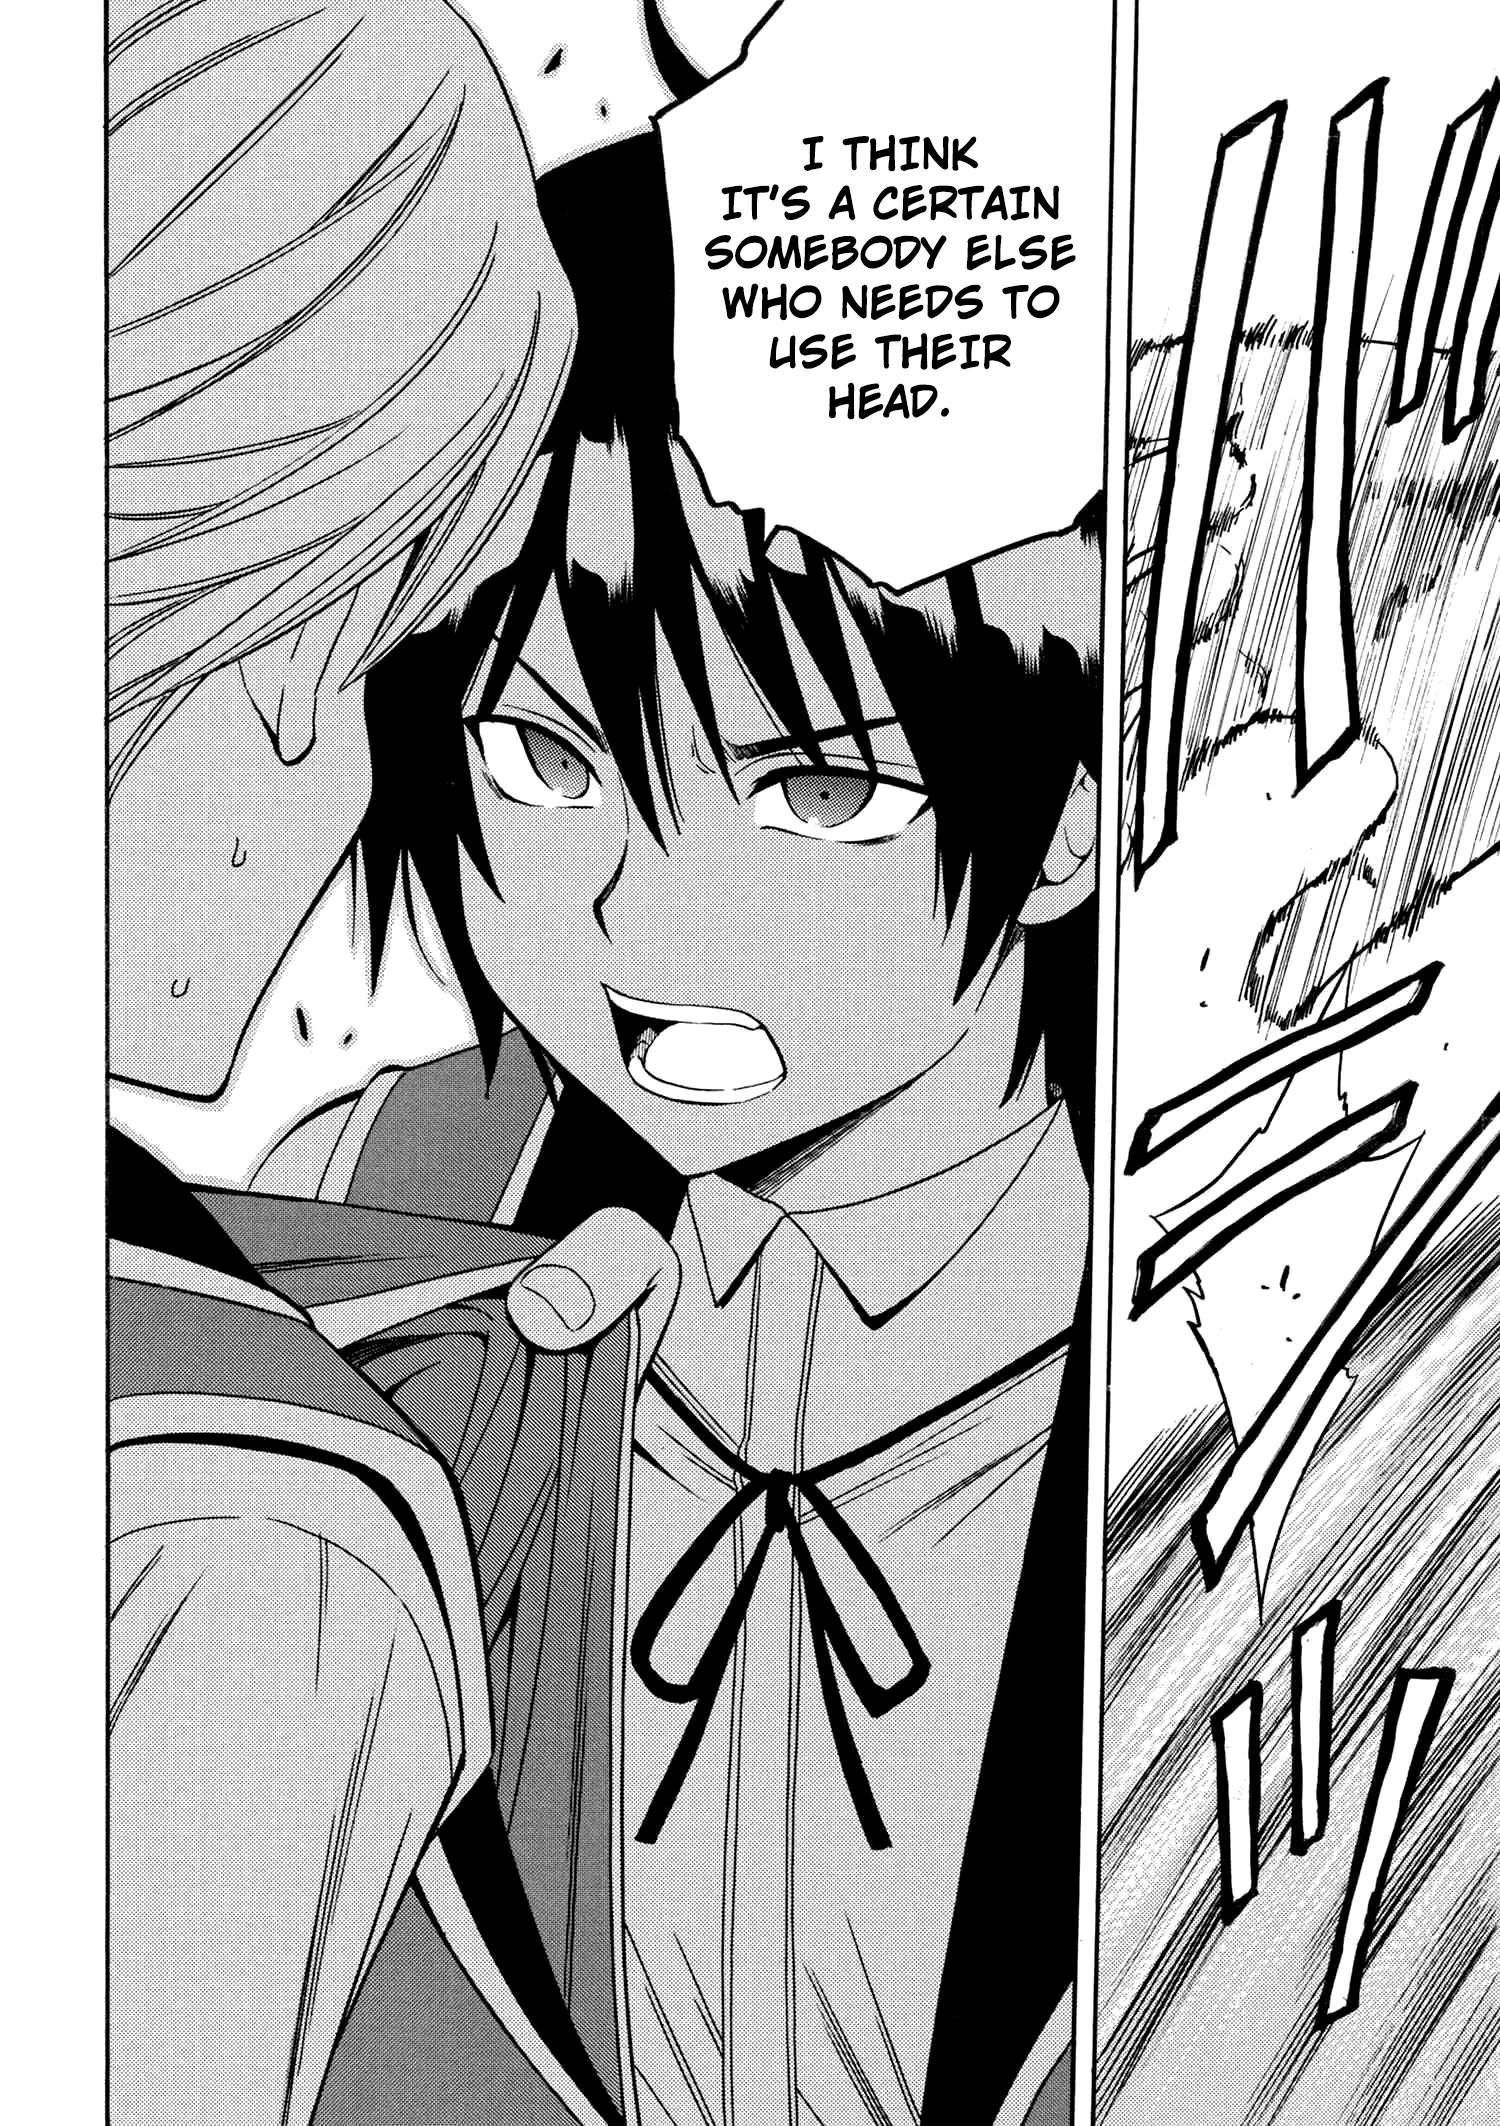 I THINK
IT'S A CERTAIN
SOMEBODY ELSE
WHO NEEDS TO
USE THEIR
HEAD.